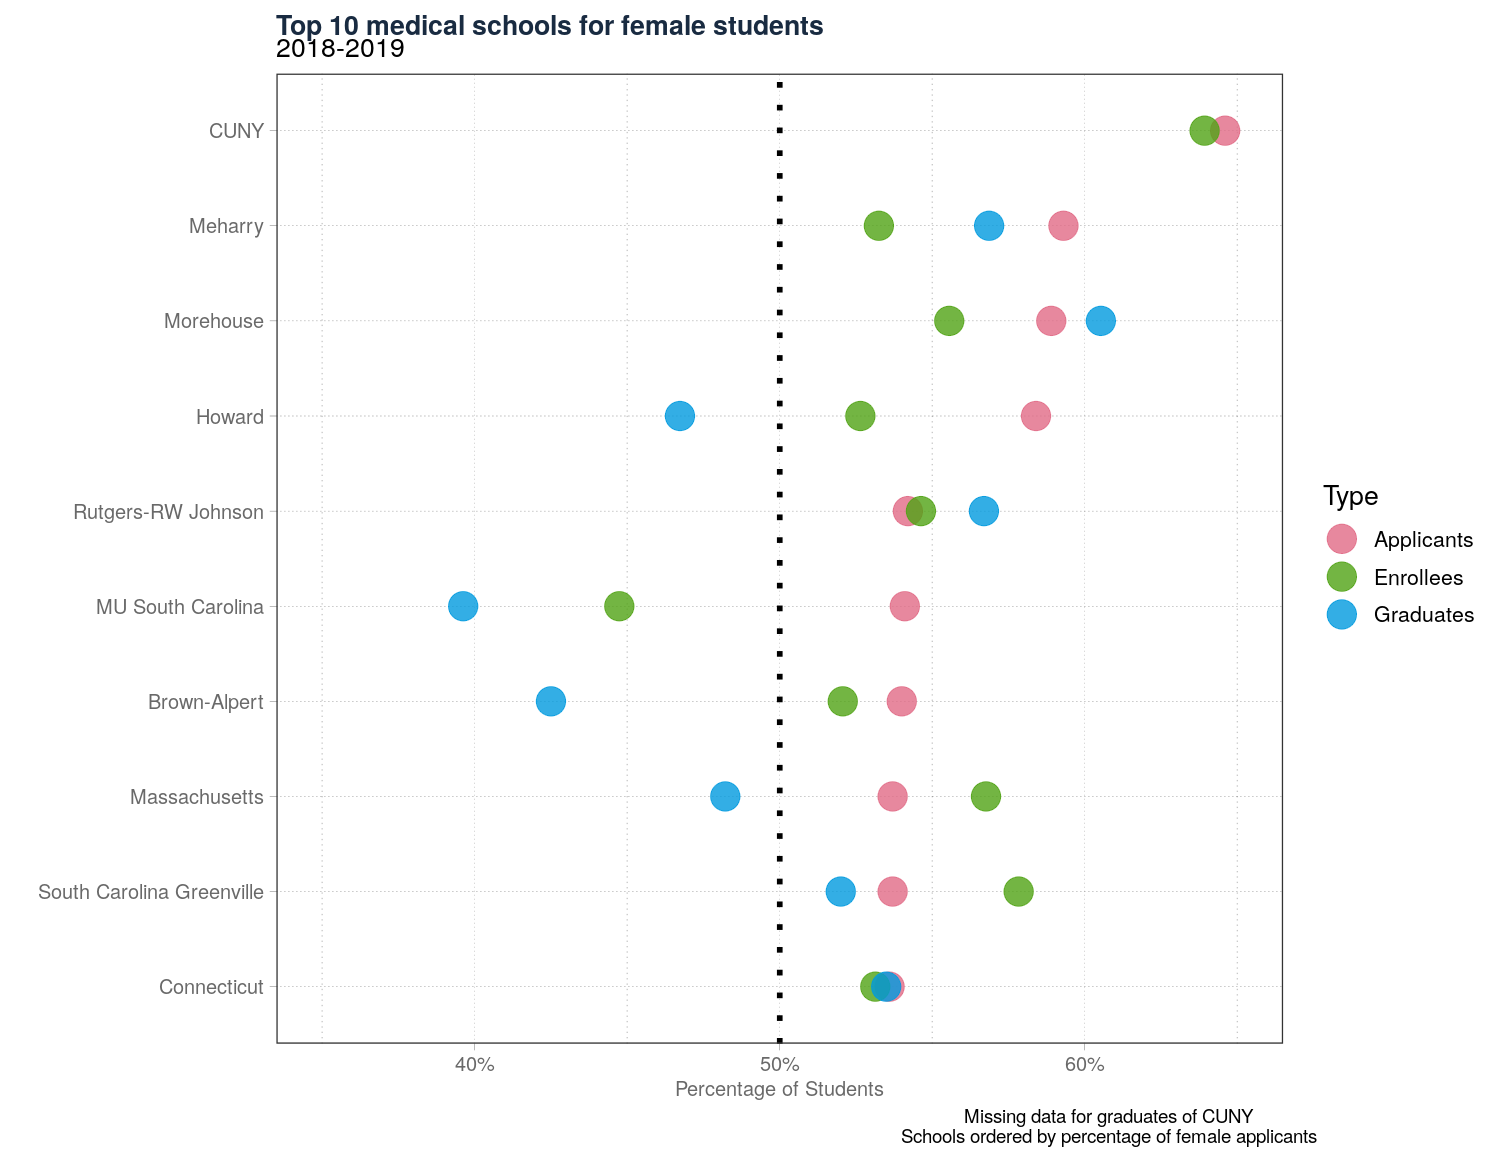 Top 10 medical schools for female students
2018-2019
CUNY
Meharry
Morehouse
Howard
Rutgers-RW Johnson
MU South Carolina
Brown-Alpert
Massachusetts
South Carolina Greenville
Connecticut
40%
50%
60%
Percentage of Students
Type
Applicants
Enrollees
Graduates
Missing data for graduates of CUNY
Schools ordered by percentage of female applicants